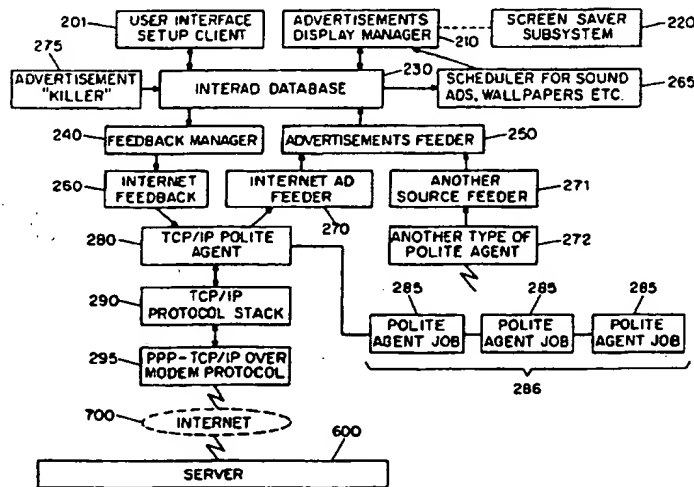 201
USER INTERFACE
SETUP CLIENT
ADVERTISEMENTS
DISPLAY MANAGER
210
SCREEN SAVER
SUBSYSTEM
220
275
ADVERTISEMENT
"KILLER"
INTERAD DATABASE
230
SCHEDULER FOR SOUND
ADS, WALLPAPERS ETC.
265
240
FEEDBACK MANAGER
ADVERTISEMENTS FEEDER
250
260
INTERNET
FEEDBACK
INTERNET AD
FEEDER
270
ANOTHER
SOURCE FEEDER
271
280
TCP/IP POLITE
AGENT
ANOTHER TYPE OF
POLITE AGENT
272
290
TCP/IP
PROTOCOL STACK
285
285
285
POLITE
AGENT JOB
POLITE
AGENT JOB
POLITE
AGENT JOB
286
295
PPP-TCP/IP OVER
MODEM PROTOCOL
700
INTERNET
600
SERVER